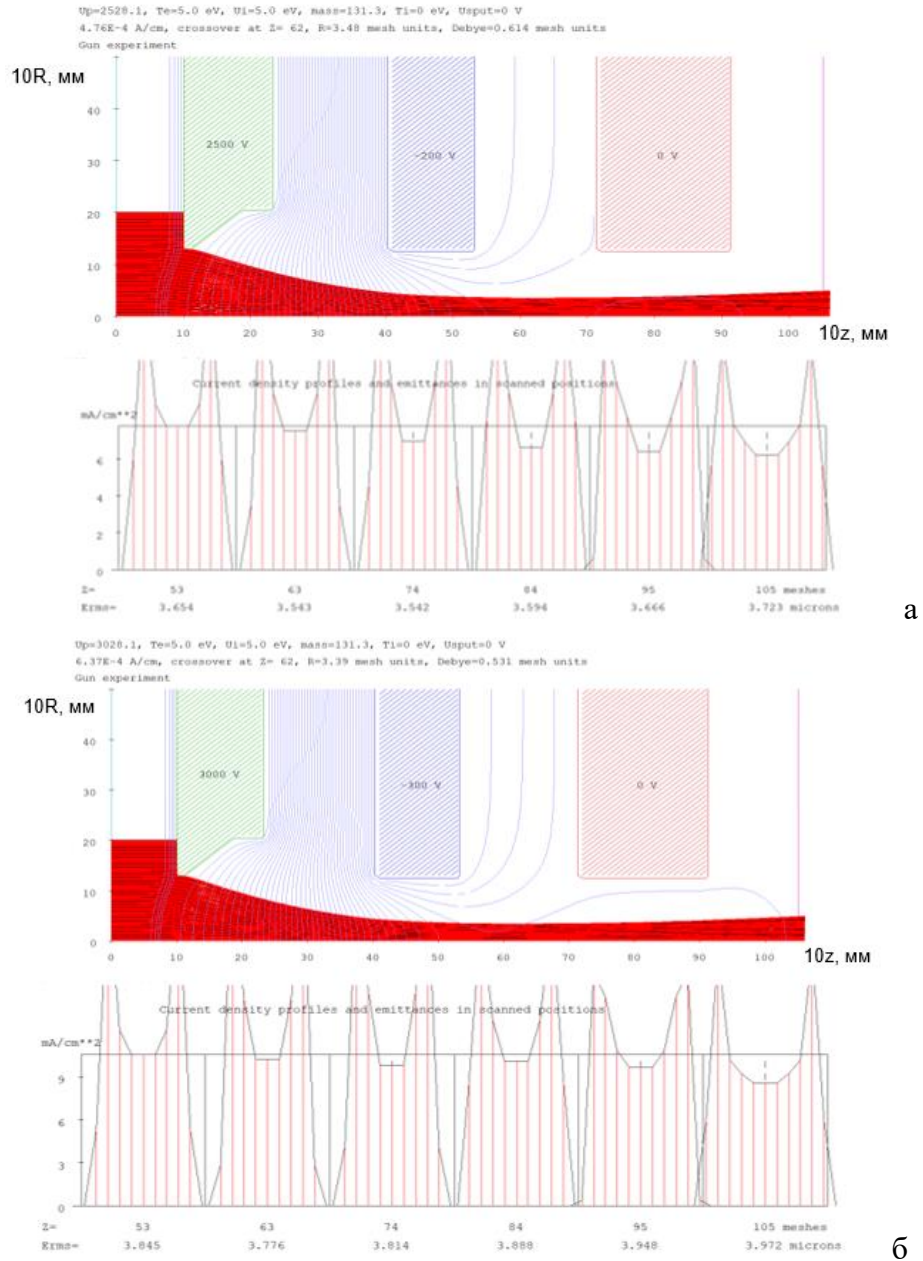 Up=2528.1, Te=5.0 eV, Ui=5.0 eV, mass=131.3, Ti=0 eV, Usput=0 V
4.76E-4 A/cm, crossover at Z= 62, R=3.48 mesh units, Debye=0.614 mesh units
Gun experiment
10R, мм
40
30
20
10
0
2500 V
-200 V
0 V
0 10 20 30 40 50 60 70 80 90 100
10z, мм
Current density profiles and emittances in scanned positions
mA/cm**2
6
4
2
0
Z= 53 63 74 84 95 105 meshes
Erms= 3.654 3.543 3.542 3.594 3.666 3.723 microns
а
Up=3028.1, Te=5.0 eV, Ui=5.0 eV, mass=131.3, Ti=0 eV, Usput=0 V
6.37E-4 A/cm, crossover at Z= 62, R=3.39 mesh units, Debye=0.531 mesh units
Gun experiment
10R, мм
40
30
20
10
0
3000 V
-300 V
0 V
0 10 20 30 40 50 60 70 80 90 100
10z, мм
Current density profiles and emittances in scanned positions
mA/cm**2
9
6
3
0
Z= 53 63 74 84 95 105 meshes
Erms= 3.845 3.776 3.814 3.888 3.948 3.972 microns
б